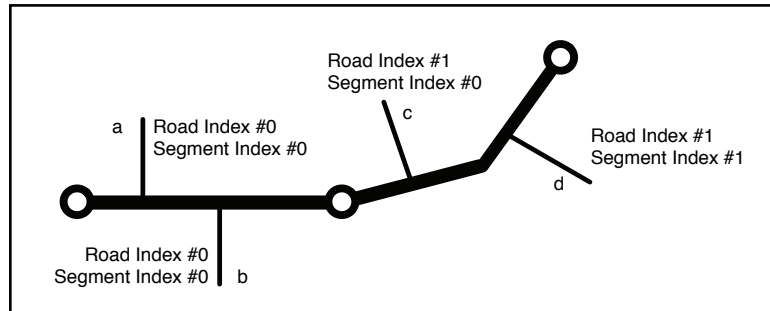 Road Index #1
Segment Index #0
c
a
Road Index #0
Segment Index #0
Road Index #1
Segment Index #1
d
Road Index #0
Segment Index #0
b